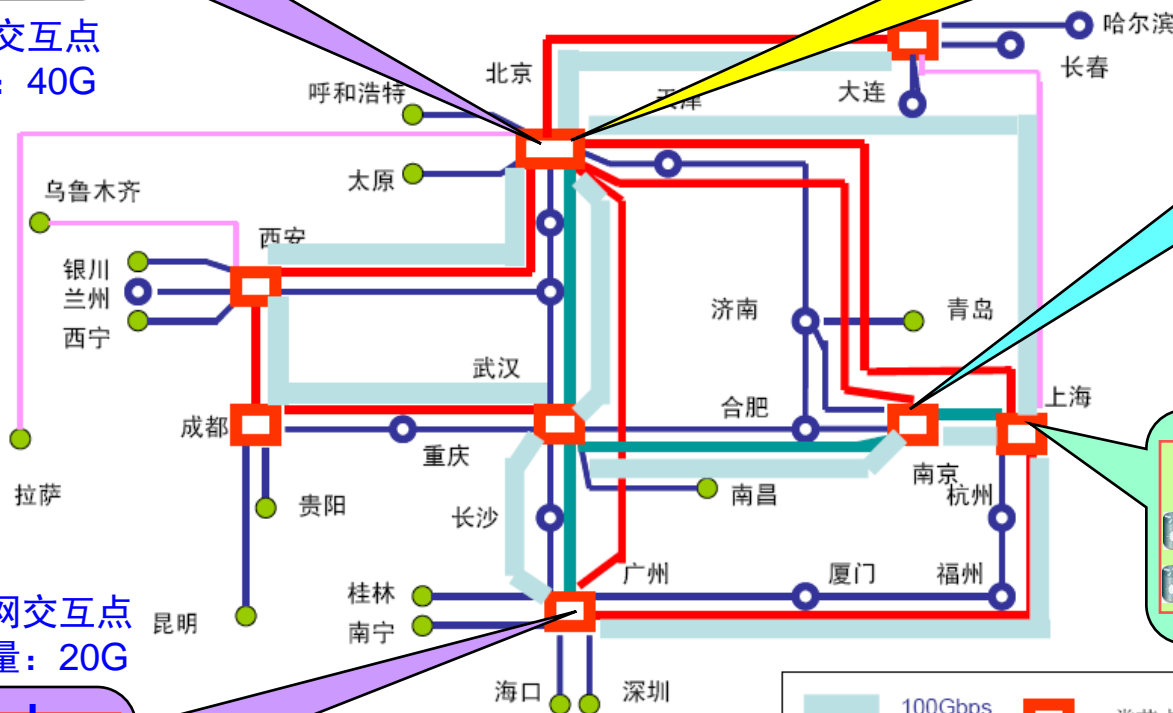 交互点
：40G
哈尔滨
长春
北京
大连
呼和浩特
天津
太原
乌鲁木齐
西安
银川
兰州
西宁
济南
青岛
武汉
合肥
上海
成都
重庆
南京
杭州
拉萨
贵阳
南昌
长沙
广州
厦门
福州
桂林
南宁
昆明
网交互点
量：20G
海口
深圳
100Gbps